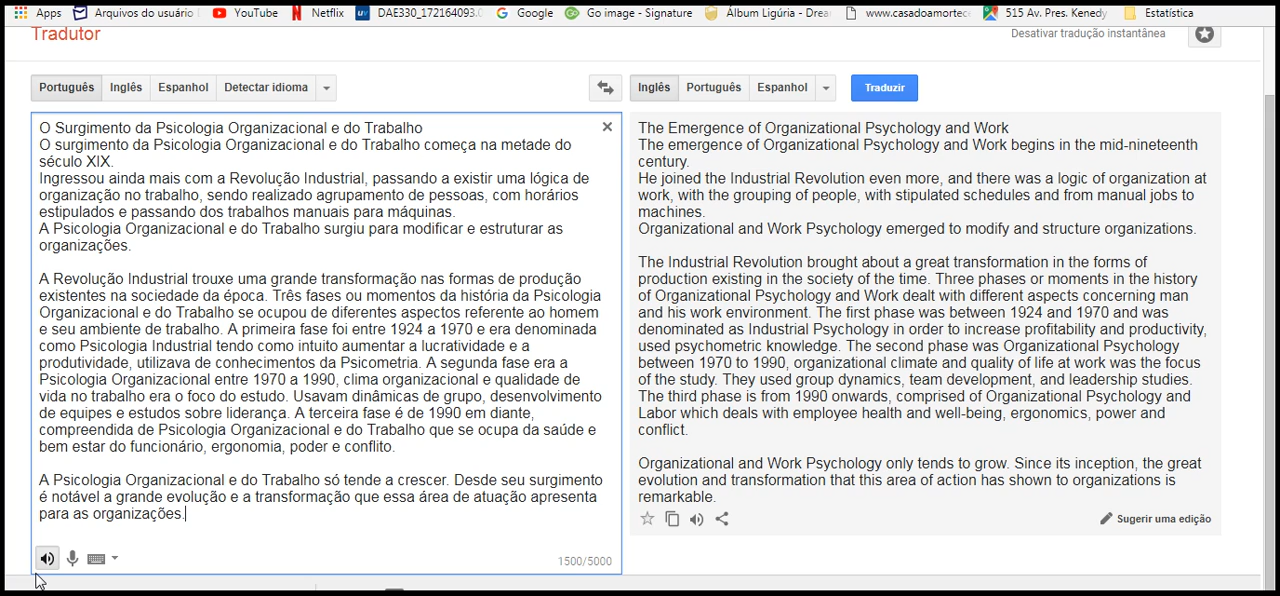 Apps
Arquivos do usuário
YouTube
Netflix
DAE330_172164093.0
Google
Go image - Signature
Álbum Ligúria - Drea
www.casadoamortece
515 Av. Pres. Kenedy
Estatística
Tradutor
Desativar tradução instantânea
Português
Inglês
Espanhol
Detectar idioma
Inglês
Português
Espanhol
Traduzir
O Surgimento da Psicologia Organizacional e do Trabalho
O surgimento da Psicologia Organizacional e do Trabalho começa na metade do
século XIX.
Ingressou ainda mais com a Revolução Industrial, passando a existir uma lógica de
organização no trabalho, sendo realizado agrupamento de pessoas, com horários
estipulados e passando dos trabalhos manuais para máquinas.
A Psicologia Organizacional e do Trabalho surgiu para modificar e estruturar as
organizações.
A Revolução Industrial trouxe uma grande transformação nas formas de produção
existentes na sociedade da época. Três fases ou momentos da história da Psicologia
Organizacional e do Trabalho se ocupou de diferentes aspectos referente ao homem
e seu ambiente de trabalho. A primeira fase foi entre 1924 a 1970 e era denominada
como Psicologia Industrial tendo como intuito aumentar a lucratividade e a
produtividade, utilizava de conhecimentos da Psicometria. A segunda fase era a
Psicologia Organizacional entre 1970 a 1990, clima organizacional e qualidade de
vida no trabalho era o foco do estudo. Usavam dinâmicas de grupo, desenvolvimento
de equipes e estudos sobre liderança. A terceira fase é de 1990 em diante,
compreendida de Psicologia Organizacional e do Trabalho que se ocupa da saúde e
bem estar do funcionário, ergonomia, poder e conflito.
A Psicologia Organizacional e do Trabalho só tende a crescer. Desde seu surgimento
é notável a grande evolução e a transformação que essa área de atuação apresenta
para as organizações.
1500/5000
The Emergence of Organizational Psychology and Work
The emergence of Organizational Psychology and Work begins in the mid-nineteenth
century.
He joined the Industrial Revolution even more, and there was a logic of organization at
work, with the grouping of people, with stipulated schedules and from manual jobs to
machines.
Organizational and Work Psychology emerged to modify and structure organizations.
The Industrial Revolution brought about a great transformation in the forms of
production existing in the society of the time. Three phases or moments in the history
of Organizational Psychology and Work dealt with different aspects concerning man
and his work environment. The first phase was between 1924 and 1970 and was
denominated as Industrial Psychology in order to increase profitability and productivity,
used psychometric knowledge. The second phase was Organizational Psychology
between 1970 to 1990, organizational climate and quality of life at work was the focus
of the study. They used group dynamics, team development, and leadership studies.
The third phase is from 1990 onwards, comprised of Organizational Psychology and
Labor which deals with employee health and well-being, ergonomics, power and
conflict.
Organizational and Work Psychology only tends to grow. Since its inception, the great
evolution and transformation that this area of action has shown to organizations is
remarkable.
Sugerir uma edição